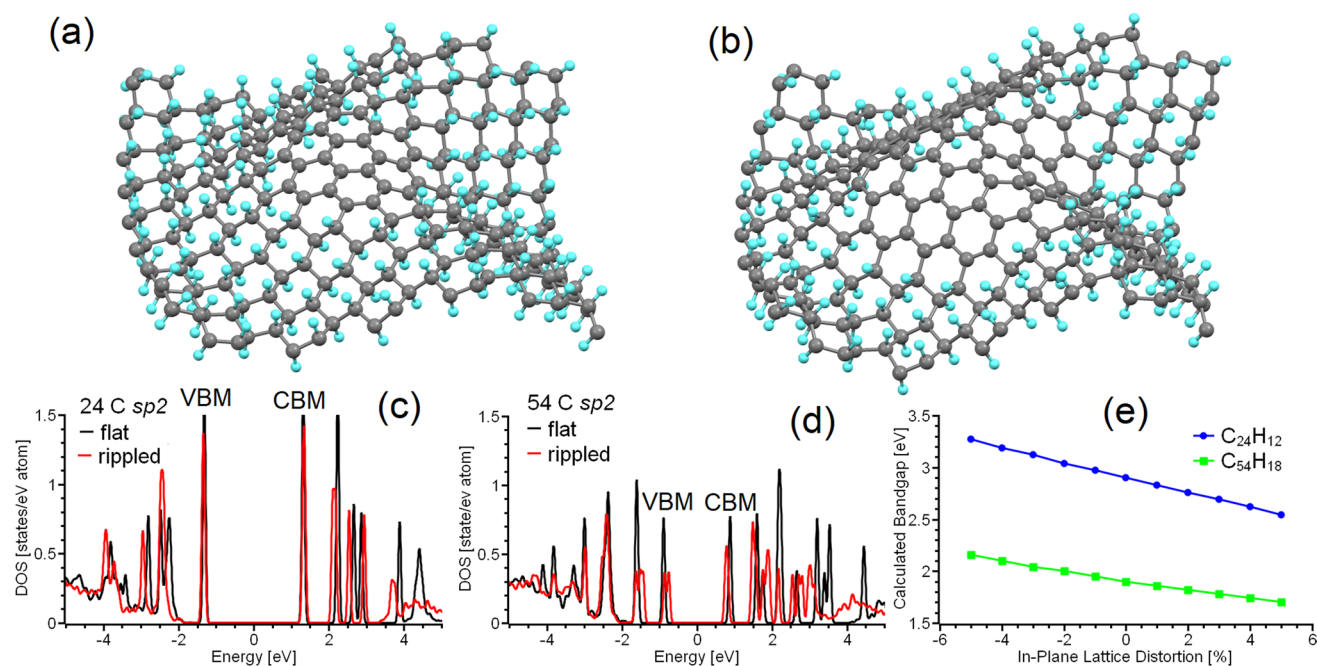 (a)
(b)
(c)
24 C sp2
flat
rippled
VBM
CBM
DOS [states/eV atom]
1.5
1
0.5
0
-4
-2
0
2
4
Energy [eV]
(d)
54 C sp2
flat
rippled
VBM
CBM
DOS [state/eV atom]
1.5
1
0.5
0
-4
-2
0
2
4
Energy [eV]
(e)
C₂₄H₁₂
C₅₄H₁₈
Calculated Bandgap [eV]
3.5
3
2.5
2
1.5
-6
-4
-2
0
2
4
6
In-Plane Lattice Distortion [%]